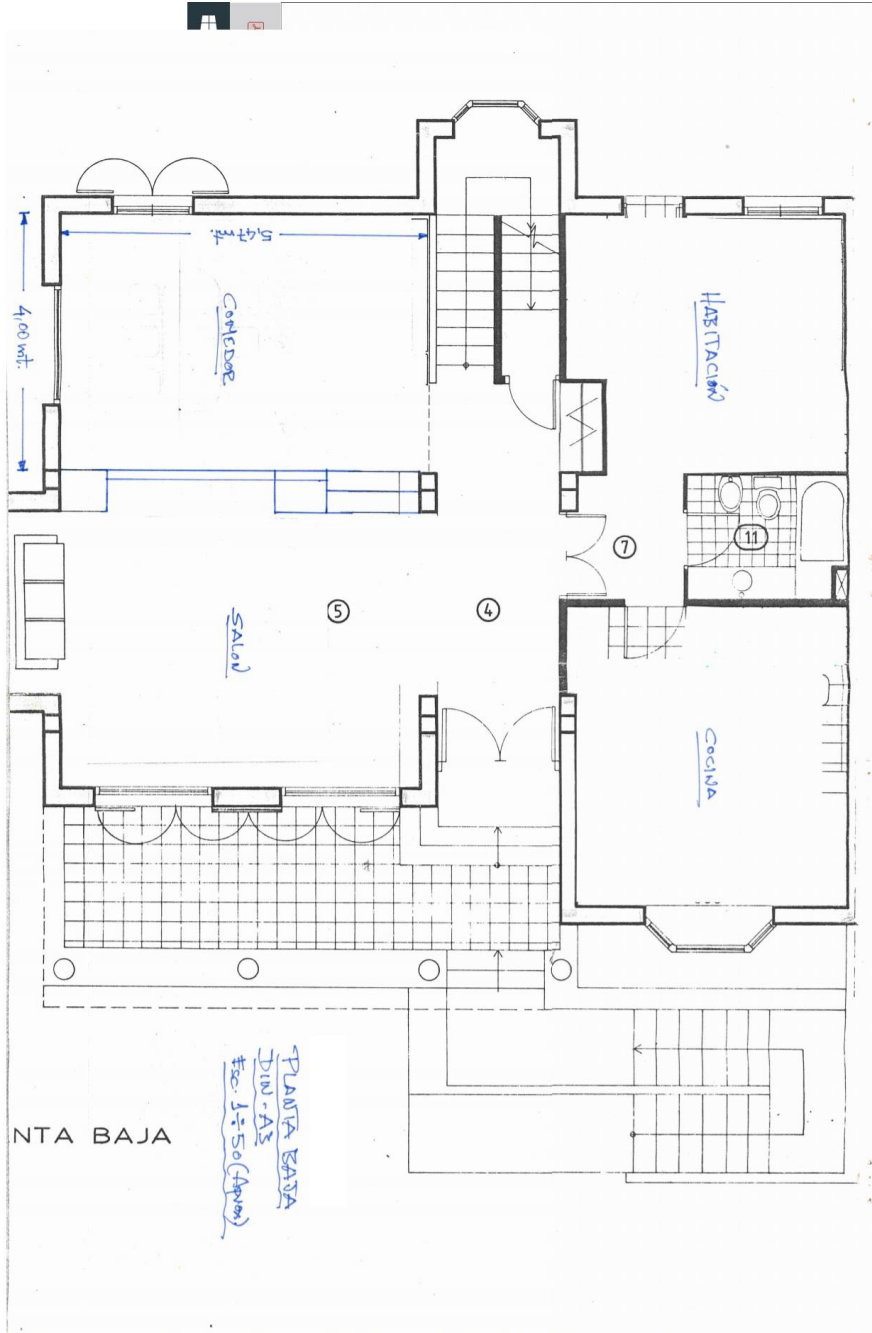 5,47 mt.
4,00 mt.
COMEDOR
HABITACIÓN
7
11
5
4
SALON
COCINA
PLANTA BAJA
DIN-A3
Esc. 1÷50 (Aprox)
NTA BAJA